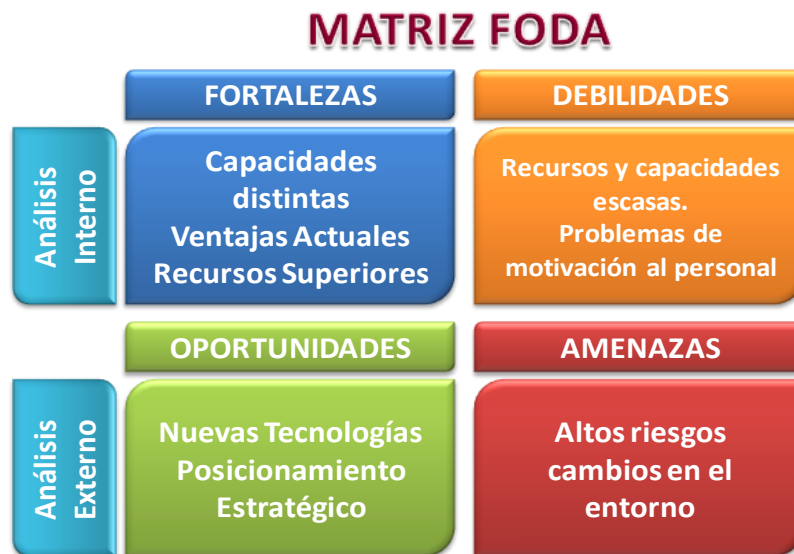 MATRIZ FODA
FORTALEZAS
DEBILIDADES
Análisis
Interno
Capacidades
distintas
Ventajas Actuales
Recursos Superiores
Recursos y capacidades
escasas.
Problemas de
motivación al personal
OPORTUNIDADES
AMENAZAS
Análisis
Externo
Nuevas Tecnologías
Posicionamiento
Estratégico
Altos riesgos
cambios en el
entorno